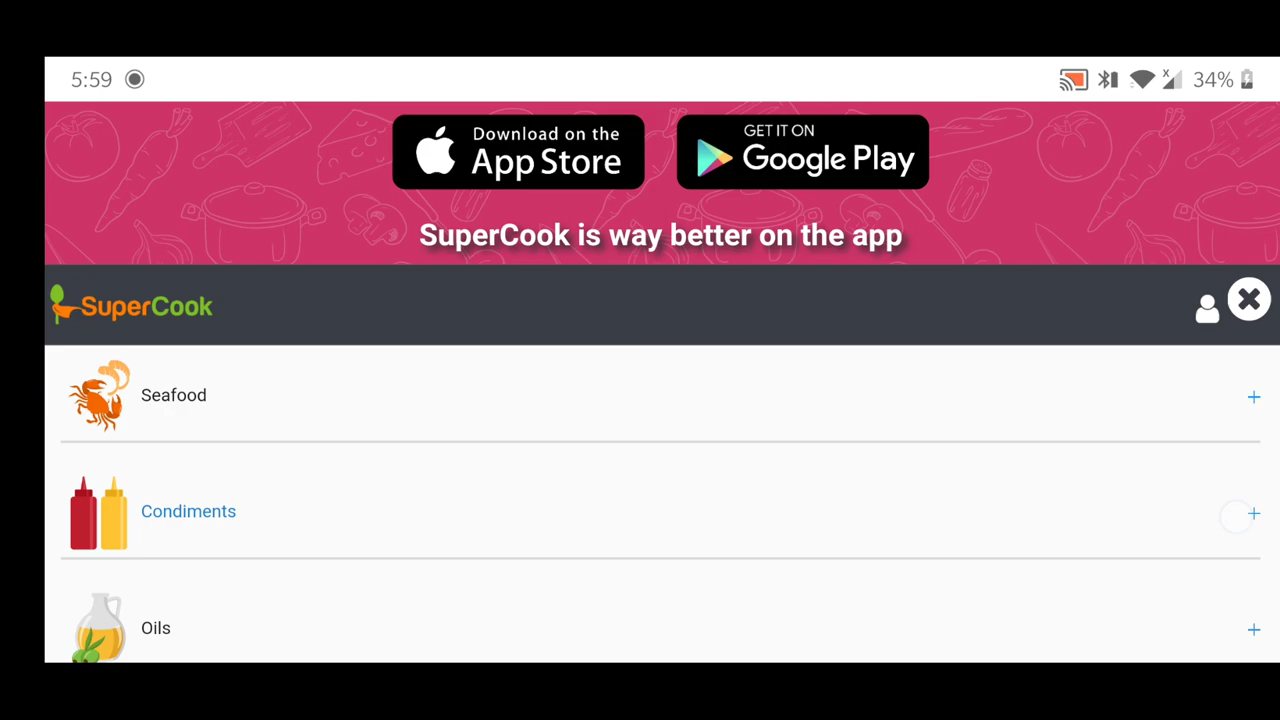 5:59
34%
Download on the
App Store
GET IT ON
Google Play
SuperCook is way better on the app
SuperCook
Seafood
Condiments
Oils